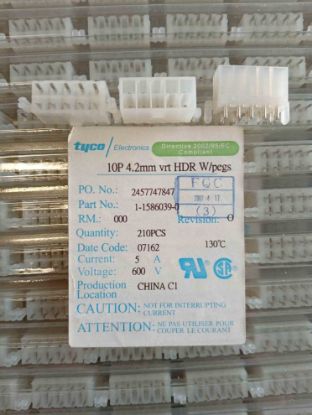 tyco / Electronics
Directive 2002/95/EC
Compliant
10P 4.2mm vrt HDR W/pegs
PO. No.: 2457747847
Part No.: 1-1586039-0
FQC
(3)
RM.: 000 Revision: O
Quantity: 210PCS
Date Code: 07162 130°C
Current: 5 A
Voltage: 600 V
Production
Location CHINA C1
CAUTION: NOT FOR INTERRUPTING
CURRENT
ATTENTION: NE PAS UTILISER POUR
COUPER LE COURANT